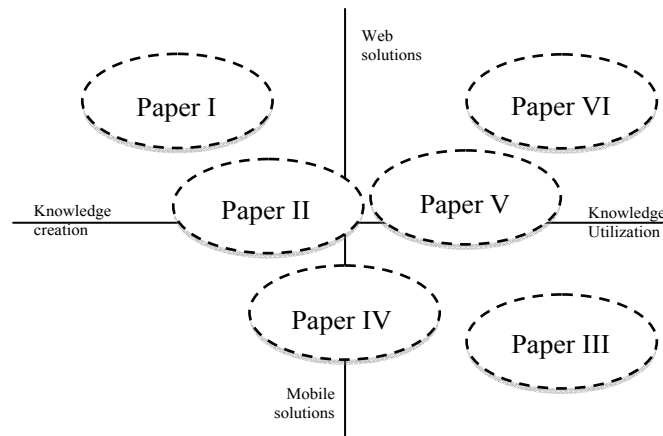 Web
solutions
Paper I
Paper VI
Paper II
Paper V
Knowledge
creation
Knowledge
Utilization
Paper IV
Paper III
Mobile
solutions